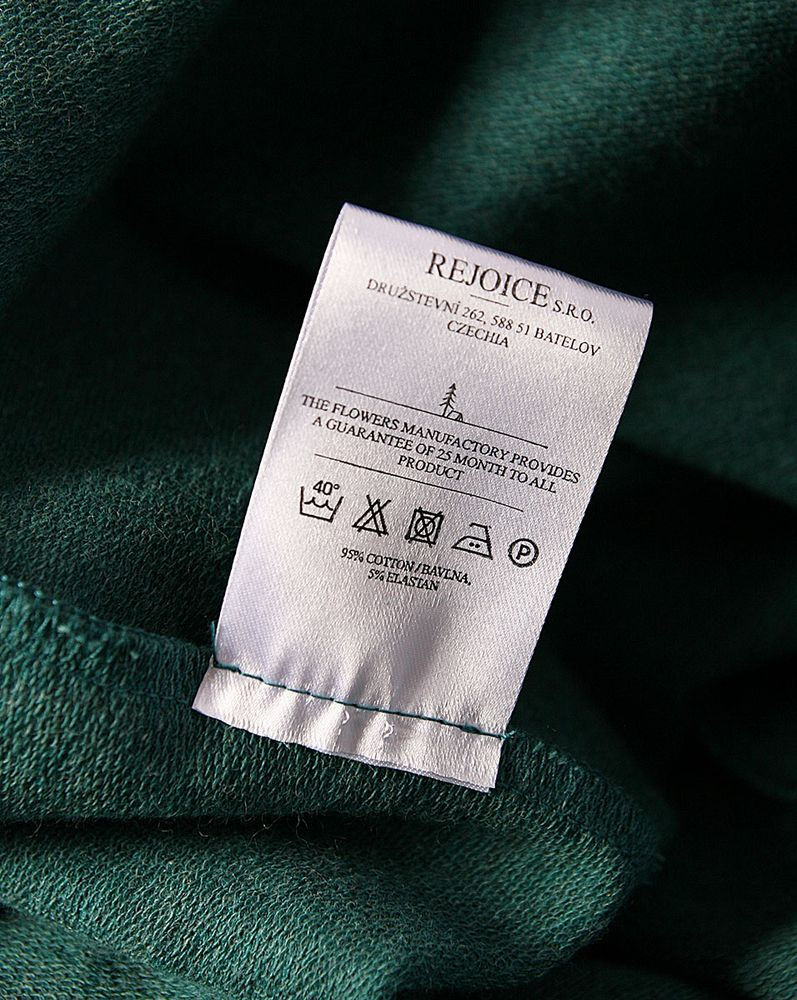 REJOICE S.R.O.
DRUŽSTEVNÍ 262, 588 51 BATELOV
CZECHIA
THE FLOWERS MANUFACTORY PROVIDES
A GUARANTEE OF 25 MONTH TO ALL
PRODUCT
40°
P
95% COTTON/BAVLNA,
5% ELASTAN